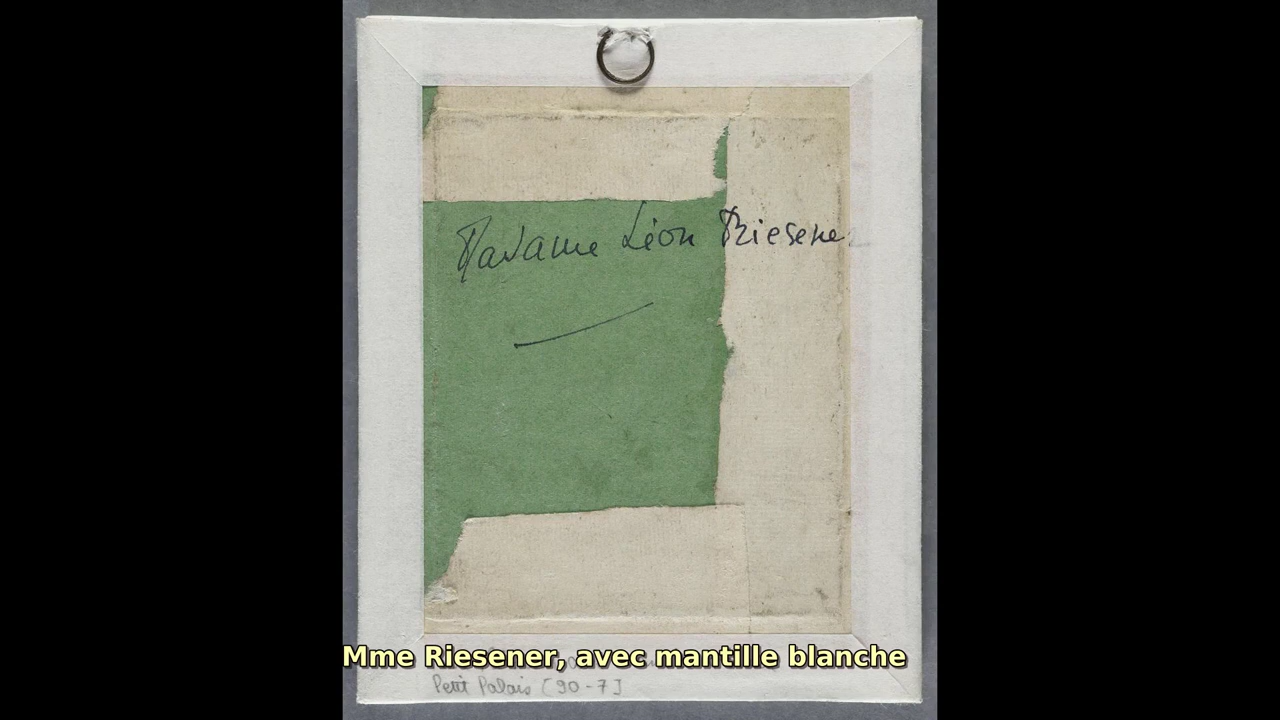 Madame Léon Riesener
Mme Riesener, avec mantille blanche
Petit Palais [90-7]